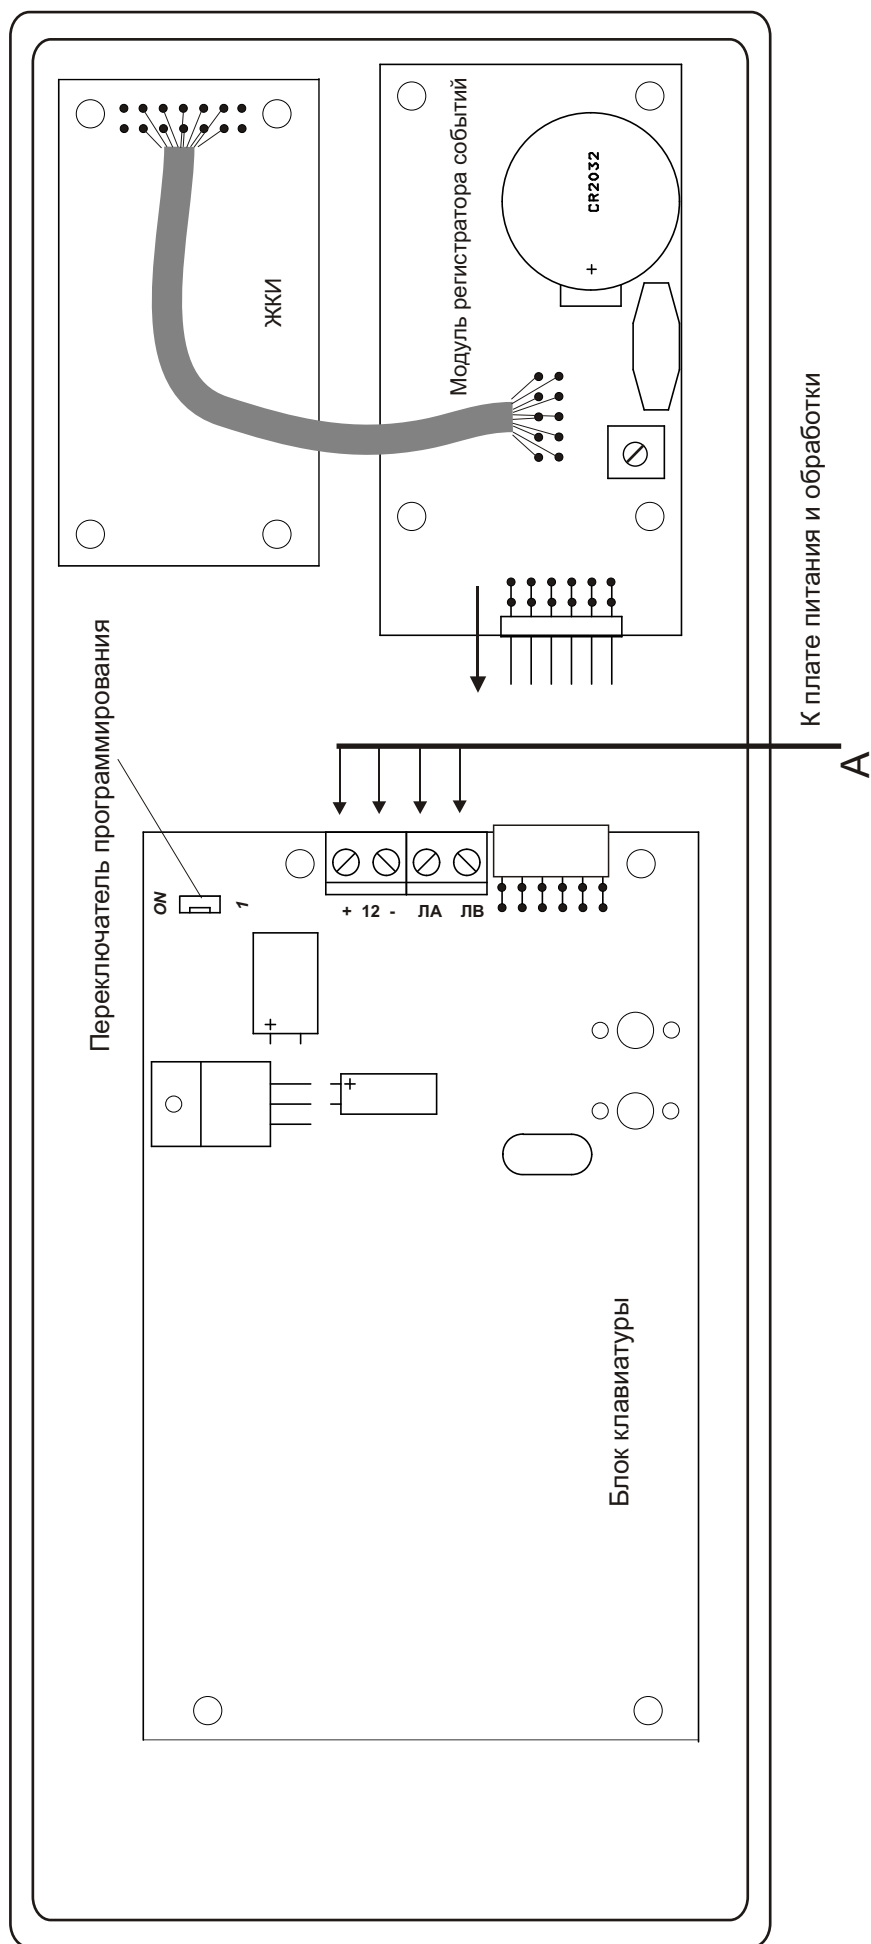 ЖКИ
Модуль регистратора событий
CR2032
+
К плате питания и обработки
А
Переключатель программирования
ON
1
+ 12 - ЛА ЛВ
+
+
Блок клавиатуры